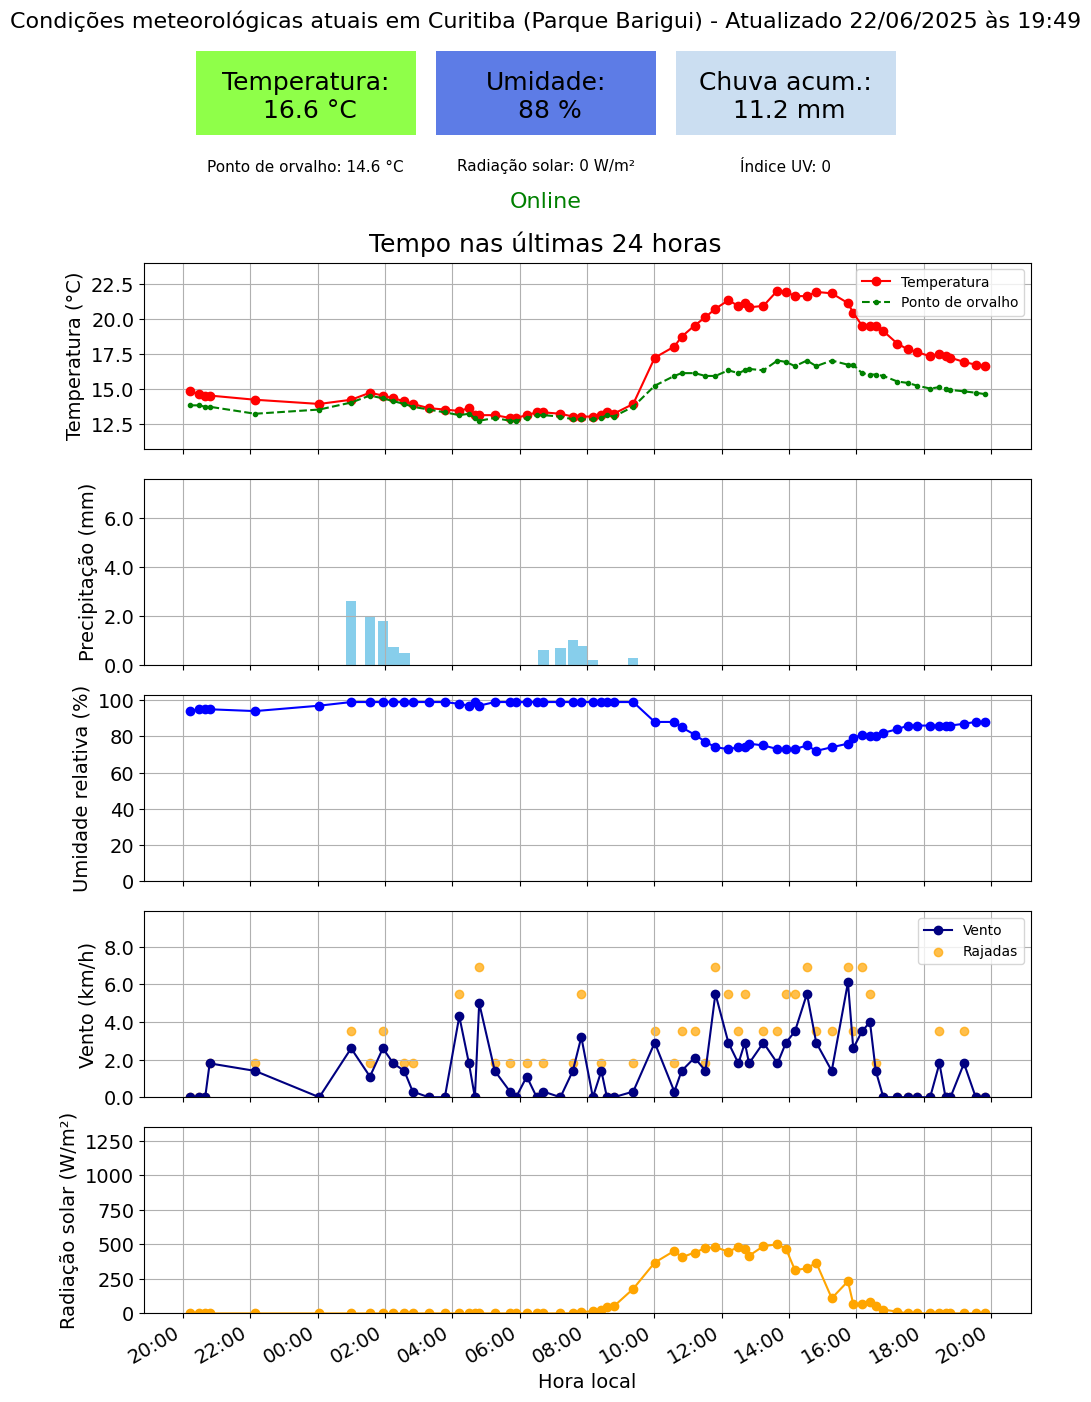 Condições meteorológicas atuais em Curitiba (Parque Barigui) - Atualizado 22/06/2025 às 19:49
Temperatura:
16.6 °C
Umidade:
88 %
Chuva acum.:
11.2 mm
Ponto de orvalho: 14.6 °C
Radiação solar: 0 W/m²
Índice UV: 0
Online
Tempo nas últimas 24 horas
Temperatura (°C)
22.5
20.0
17.5
15.0
12.5
Temperatura
Ponto de orvalho
Precipitação (mm)
6.0
4.0
2.0
0.0
Umidade relativa (%)
100
80
60
40
20
0
Vento (km/h)
8.0
6.0
4.0
2.0
0.0
Vento
Rajadas
Radiação solar (W/m²)
1250
1000
750
500
250
0
20:00
22:00
00:00
02:00
04:00
06:00
08:00
10:00
12:00
14:00
16:00
18:00
20:00
Hora local